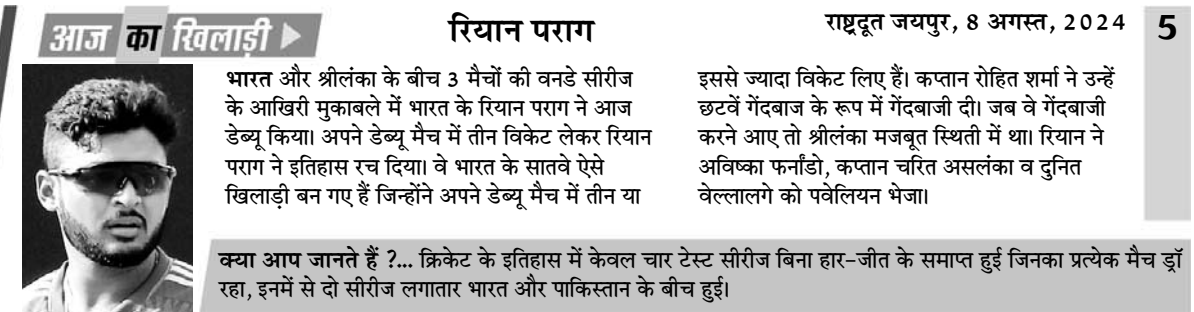 आज का खिलाड़ी
रियान पराग
राष्ट्रदूत जयपुर, 8 अगस्त, 2024
5
भारत और श्रीलंका के बीच 3 मैचों की वनडे सीरीज
के आखिरी मुकाबले में भारत के रियान पराग ने आज
डेब्यू किया। अपने डेब्यू मैच में तीन विकेट लेकर रियान
पराग ने इतिहास रच दिया। वे भारत के सातवे ऐसे
खिलाड़ी बन गए हैं जिन्होंने अपने डेब्यू मैच में तीन या
इससे ज्यादा विकेट लिए हैं। कप्तान रोहित शर्मा ने उन्हें
छटवें गेंदबाज के रूप में गेंदबाजी दी। जब वे गेंदबाजी
करने आए तो श्रीलंका मजबूत स्थिती में था। रियान ने
अविष्का फर्नांडो, कप्तान चरित असलंका व दुनित
वेल्लालगे को पवेलियन भेजा।
क्या आप जानते हैं ?... क्रिकेट के इतिहास में केवल चार टेस्ट सीरीज बिना हार-जीत के समाप्त हुई जिनका प्रत्येक मैच ड्रॉ
रहा, इनमें से दो सीरीज लगातार भारत और पाकिस्तान के बीच हुई।